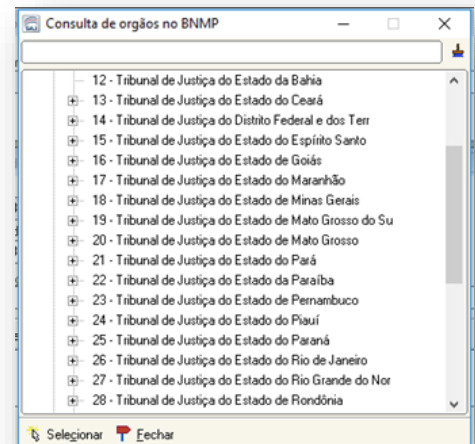 Consulta de orgãos no BNMP
12 - Tribunal de Justiça do Estado da Bahia
13 - Tribunal de Justiça do Estado do Ceará
14 - Tribunal de Justiça do Distrito Federal e dos Terr
15 - Tribunal de Justiça do Estado do Espírito Santo
16 - Tribunal de Justiça do Estado de Goiás
17 - Tribunal de Justiça do Estado do Maranhão
18 - Tribunal de Justiça do Estado de Minas Gerais
19 - Tribunal de Justiça do Estado de Mato Grosso do Su
20 - Tribunal de Justiça do Estado de Mato Grosso
21 - Tribunal de Justiça do Estado do Pará
22 - Tribunal de Justiça do Estado da Paraíba
23 - Tribunal de Justiça do Estado de Pernambuco
24 - Tribunal de Justiça do Estado do Piauí
25 - Tribunal de Justiça do Estado do Paraná
26 - Tribunal de Justiça do Estado do Rio de Janeiro
27 - Tribunal de Justiça do Estado do Rio Grande do Nor
28 - Tribunal de Justiça do Estado de Rondônia
Selecionar Fechar